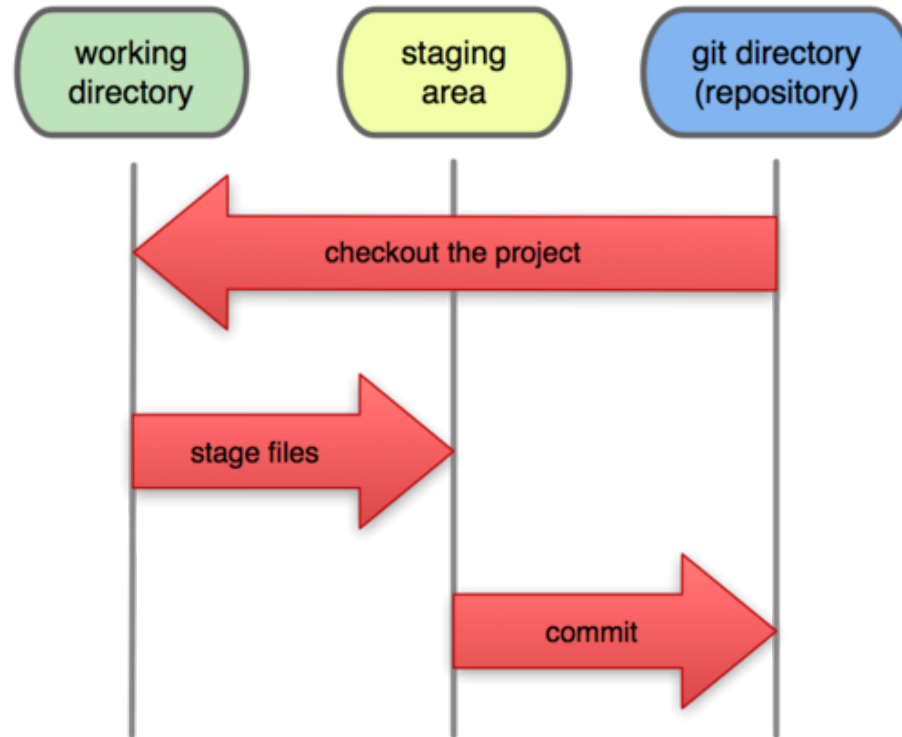 working
directory
staging
area
git directory
(repository)
checkout the project
stage files
commit